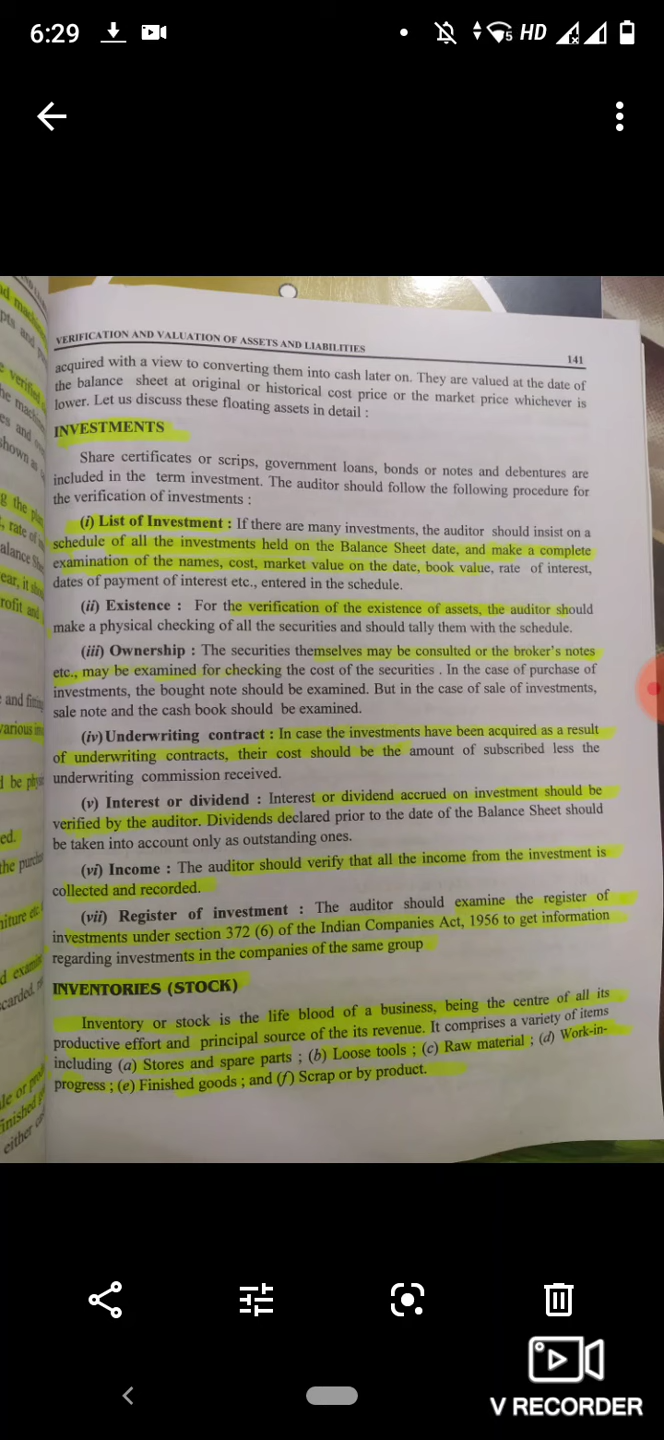 6:29
5 HD
nd machin
pts and p
VERIFICATION AND VALUATION OF ASSETS AND LIABILITIES 141
acquired with a view to converting them into cash later on. They are valued at the date of
the balance sheet at original or historical cost price or the market price whichever is
lower. Let us discuss these floating assets in detail :
INVESTMENTS
Share certificates or scrips, government loans, bonds or notes and debentures are
included in the term investment. The auditor should follow the following procedure for
the verification of investments :
(i) List of Investment : If there are many investments, the auditor should insist on a
schedule of all the investments held on the Balance Sheet date, and make a complete
examination of the names, cost, market value on the date, book value, rate of interest,
dates of payment of interest etc., entered in the schedule.
(ii) Existence : For the verification of the existence of assets, the auditor should
make a physical checking of all the securities and should tally them with the schedule.
(iii) Ownership : The securities themselves may be consulted or the broker's notes
etc., may be examined for checking the cost of the securities . In the case of purchase of
investments, the bought note should be examined. But in the case of sale of investments,
sale note and the cash book should be examined.
(iv) Underwriting contract : In case the investments have been acquired as a result
of underwriting contracts, their cost should be the amount of subscribed less the
underwriting commission received.
(v) Interest or dividend : Interest or dividend accrued on investment should be
verified by the auditor. Dividends declared prior to the date of the Balance Sheet should
be taken into account only as outstanding ones.
(vi) Income : The auditor should verify that all the income from the investment is
collected and recorded.
(vii) Register of investment : The auditor should examine the register of
investments under section 372 (6) of the Indian Companies Act, 1956 to get information
regarding investments in the companies of the same group
INVENTORIES (STOCK)
Inventory or stock is the life blood of a business, being the centre of all its
productive effort and principal source of the its revenue. It comprises a variety of items
including (a) Stores and spare parts ; (b) Loose tools ; (c) Raw material ; (d) Work-in-
progress ; (e) Finished goods ; and (f) Scrap or by product.
V RECORDER